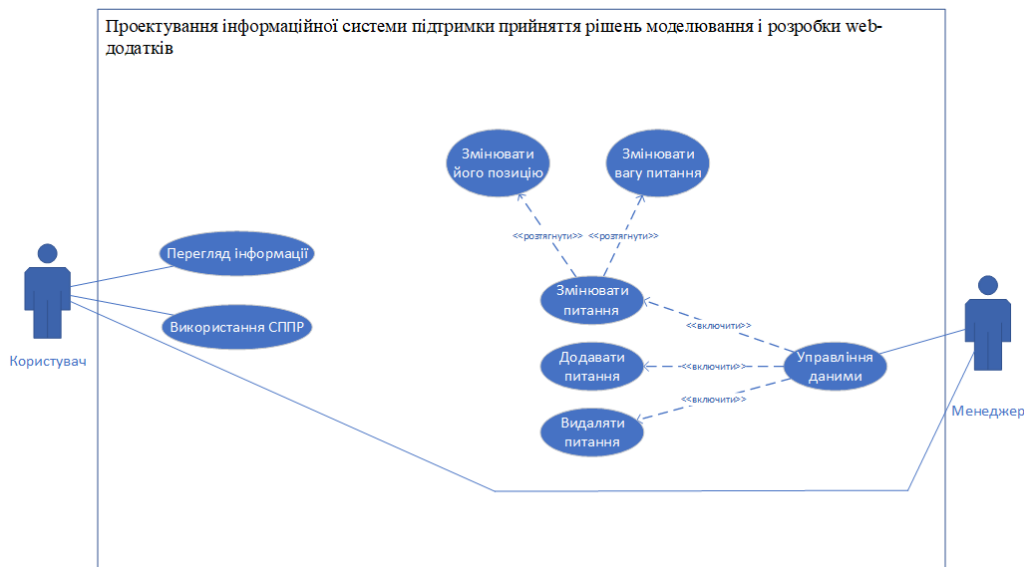 Проектування інформаційної системи підтримки прийняття рішень моделювання і розробки web-
додатків
Змінювати
його позицію
Змінювати
вагу питання
<<розтягнути>>
<<розтягнути>>
Перегляд інформації
Змінювати
питання
Використання СППР
<<включити>>
Користувач
Додавати
питання
<<включити>>
Управління
даними
<<включити>>
Менеджер
Видаляти
питання